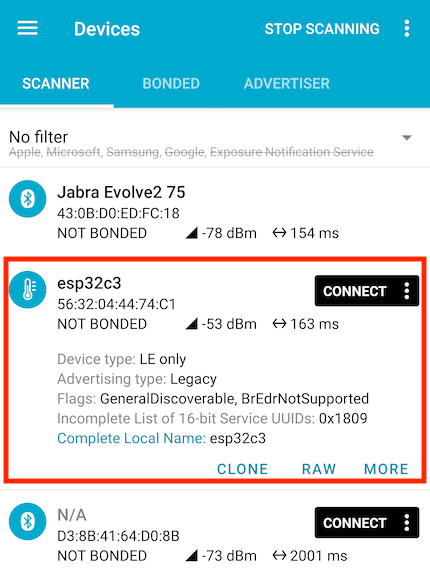 Devices
STOP SCANNING
SCANNER
BONDED
ADVERTISER
No filter
Apple, Microsoft, Samsung, Google, Exposure Notification Service
Jabra Evolve2 75
43:0B:D0:ED:FC:18
NOT BONDED -78 dBm 154 ms
esp32c3
CONNECT
56:32:04:44:74:C1
NOT BONDED -53 dBm 163 ms
Device type: LE only
Advertising type: Legacy
Flags: GeneralDiscoverable, BrEdrNotSupported
Incomplete List of 16-bit Service UUIDs: 0x1809
Complete Local Name: esp32c3
CLONE RAW MORE
N/A
CONNECT
D3:8B:41:64:D0:8B
NOT BONDED -73 dBm 2001 ms